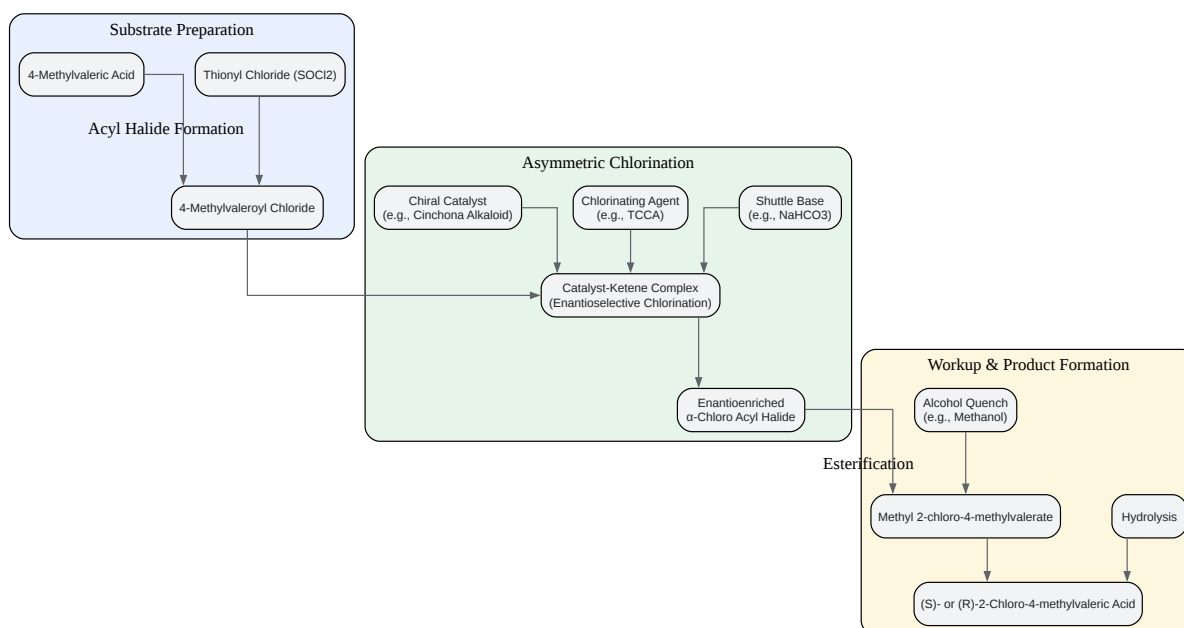 Substrate Preparation
4-Methylvaleric Acid
Thionyl Chloride (SOCl2)
Acyl Halide Formation
4-Methylvaleroyl Chloride
Asymmetric Chlorination
Chiral Catalyst
(e.g., Cinchona Alkaloid)
Chlorinating Agent
(e.g., TCCA)
Shuttle Base
(e.g., NaHCO3)
Catalyst-Ketene Complex
(Enantioselective Chlorination)
Enantioenriched
α-Chloro Acyl Halide
Workup & Product Formation
Alcohol Quench
(e.g., Methanol)
Esterification
Methyl 2-chloro-4-methylvalerate
Hydrolysis
(S)- or (R)-2-Chloro-4-methylvaleric Acid